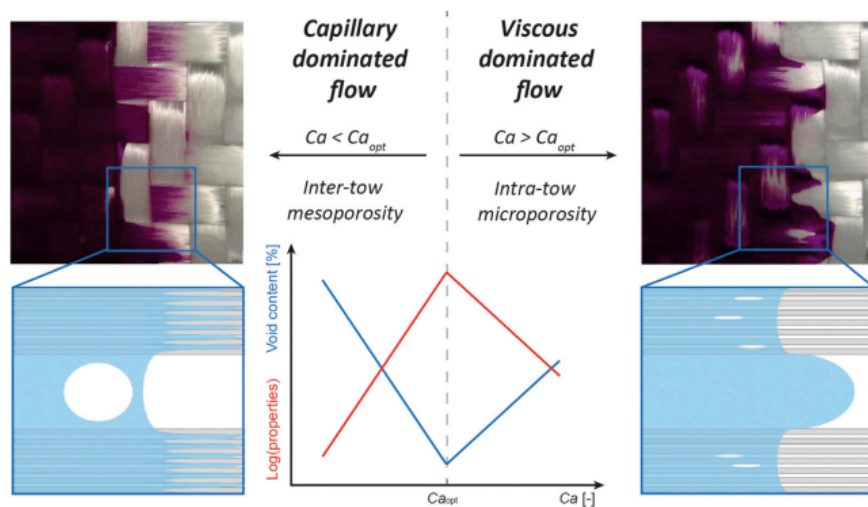 Capillary
dominated
flow
Viscous
dominated
flow
Ca < Ca_opt
Ca > Ca_opt
Inter-tow
mesoporosity
Intra-tow
microporosity
Void content [%]
Log(properties)
Ca_opt
Ca [-]